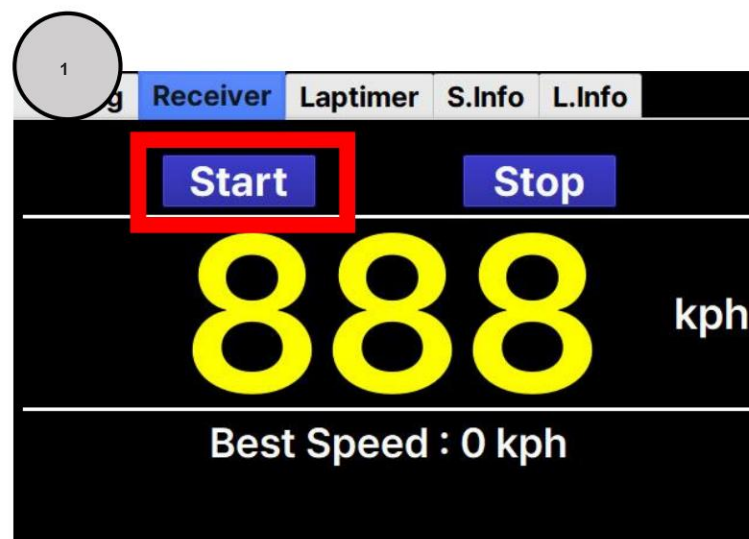 1
g Receiver Laptimer S.Info L.Info
Start Stop
888 kph
Best Speed : 0 kph